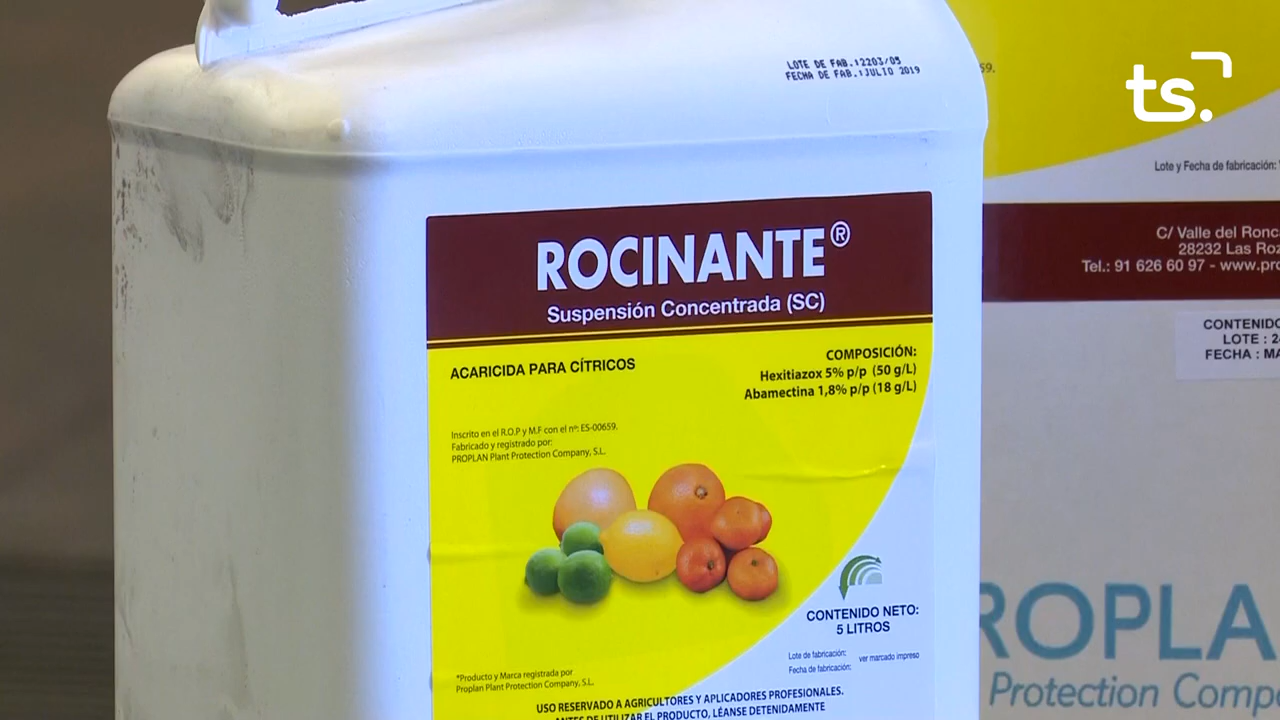 LOTE DE FAB.:2203/05
FECHA DE FAB.:JULIO 2019
59.
ts.
Lote y Fecha de fabricación:
ROCINANTE®
Suspensión Concentrada (SC)
C/ Valle del Ronc
28232 Las Roz
Tel.: 91 626 60 97 - www.pro
CONTENIDO
LOTE : 24
FECHA : MA
ACARICIDA PARA CÍTRICOS
COMPOSICIÓN:
Hexitiazox 5% p/p (50 g/L)
Abamectina 1,8% p/p (18 g/L)
Inscrito en el R.O.P y M.F con el nº: ES-00659.
Fabricado y registrado por:
PROPLAN Plant Protection Company, S.L.
CONTENIDO NETO:
5 LITROS
Lote de fabricación:
Fecha de fabricación:
ver marcado impreso
*Producto y Marca registrada por
Proplan Plant Protection Company, S.L.
USO RESERVADO A AGRICULTORES Y APLICADORES PROFESIONALES.
ANTES DE UTILIZAR EL PRODUCTO, LÉANSE DETENIDAMENTE
ROPLA
Protection Comp